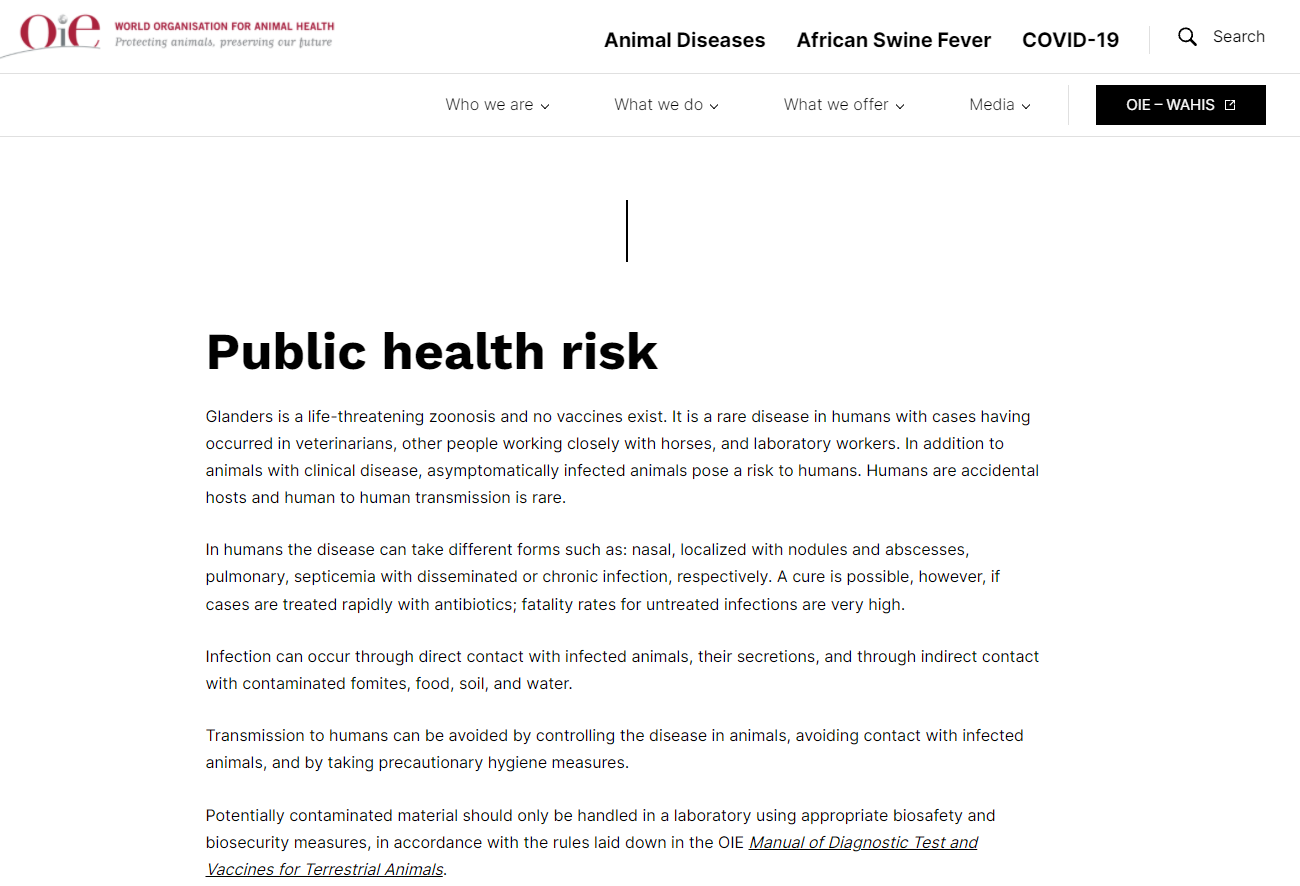 OiE WORLD ORGANISATION FOR ANIMAL HEALTH
Protecting animals, preserving our future
Animal Diseases African Swine Fever COVID-19 Search
Who we are What we do What we offer Media OIE – WAHIS
Public health risk
Glanders is a life-threatening zoonosis and no vaccines exist. It is a rare disease in humans with cases having
occurred in veterinarians, other people working closely with horses, and laboratory workers. In addition to
animals with clinical disease, asymptomatically infected animals pose a risk to humans. Humans are accidental
hosts and human to human transmission is rare.
In humans the disease can take different forms such as: nasal, localized with nodules and abscesses,
pulmonary, septicemia with disseminated or chronic infection, respectively. A cure is possible, however, if
cases are treated rapidly with antibiotics; fatality rates for untreated infections are very high.
Infection can occur through direct contact with infected animals, their secretions, and through indirect contact
with contaminated fomites, food, soil, and water.
Transmission to humans can be avoided by controlling the disease in animals, avoiding contact with infected
animals, and by taking precautionary hygiene measures.
Potentially contaminated material should only be handled in a laboratory using appropriate biosafety and
biosecurity measures, in accordance with the rules laid down in the OIE Manual of Diagnostic Test and
Vaccines for Terrestrial Animals.